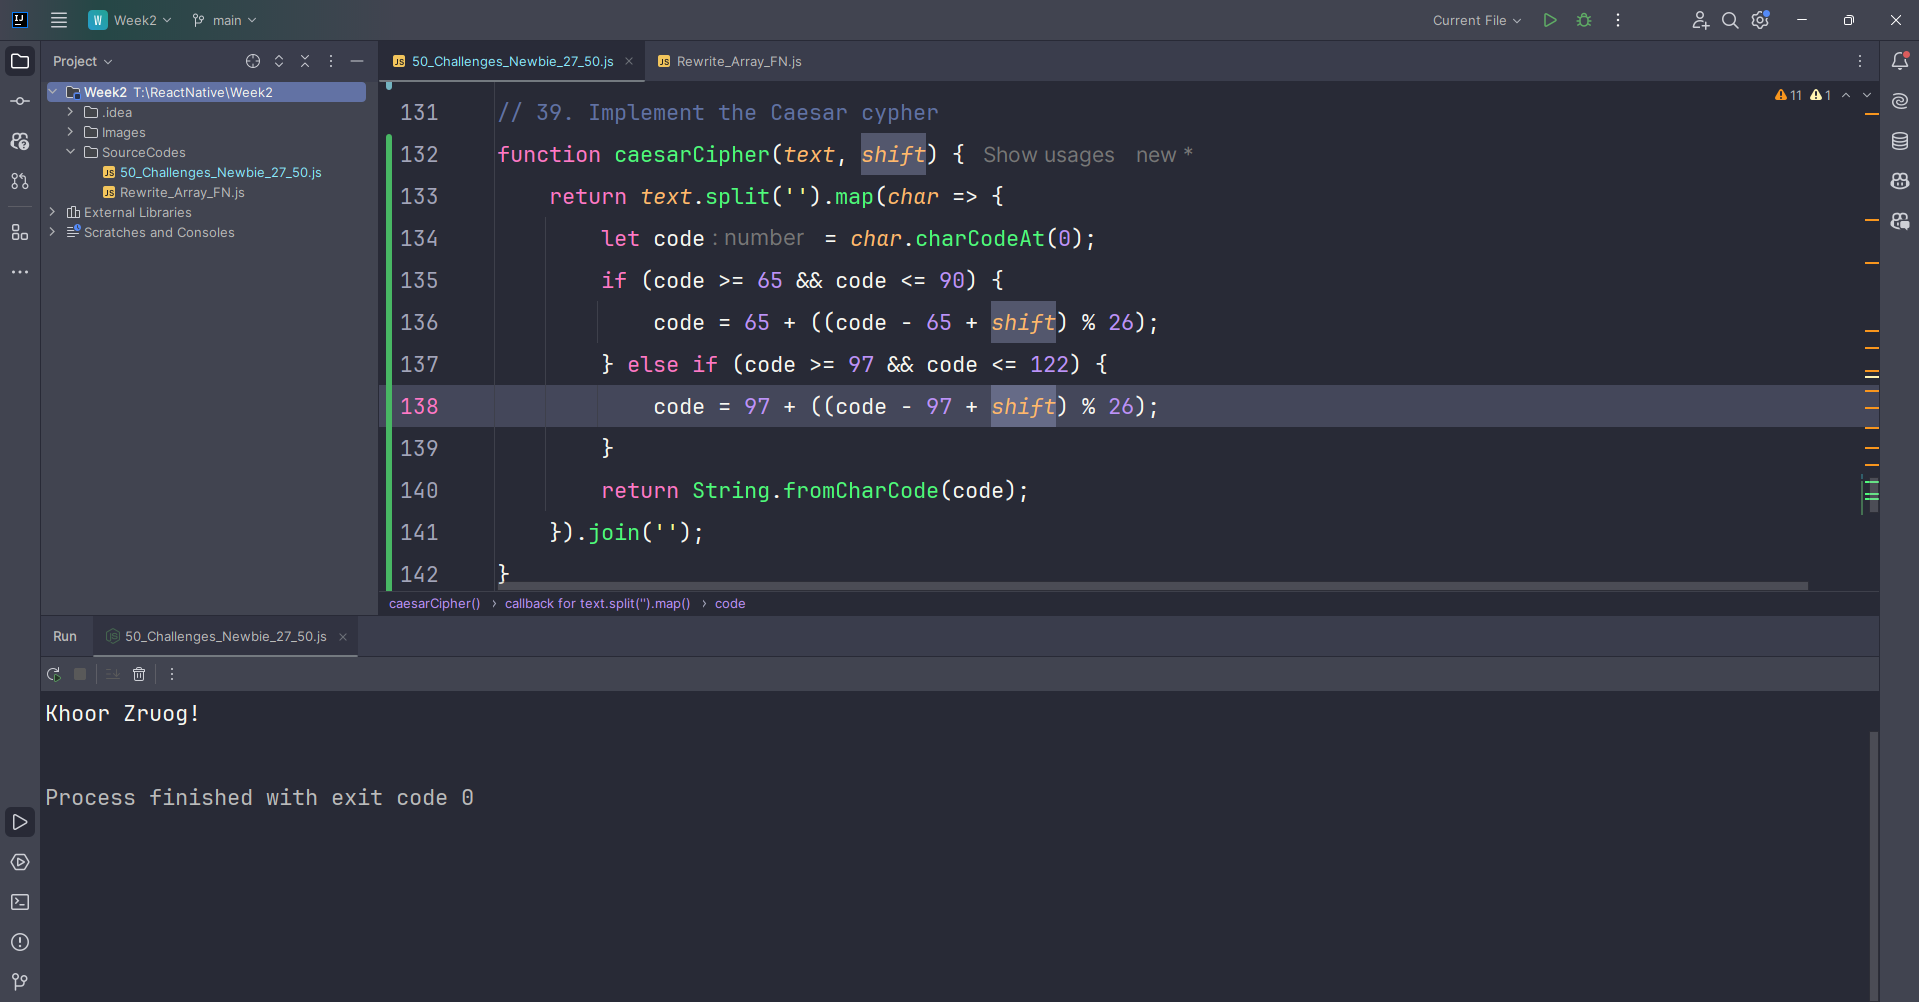 IJ
W Week2 main Current File
Project
50_Challenges_Newbie_27_50.js
Rewrite_Array_FN.js
Week2 T:\ReactNative\Week2
.idea
Images
SourceCodes
JS 50_Challenges_Newbie_27_50.js
JS Rewrite_Array_FN.js
External Libraries
Scratches and Consoles
11 1
131 // 39. Implement the Caesar cypher
132 function caesarCipher(text, shift) { Show usages new *
133 return text.split('').map(char => {
134 let code : number = char.charCodeAt(0);
135 if (code >= 65 && code <= 90) {
136 code = 65 + ((code - 65 + shift) % 26);
137 } else if (code >= 97 && code <= 122) {
138 code = 97 + ((code - 97 + shift) % 26);
139 }
140 return String.fromCharCode(code);
141 }).join('');
142 }
caesarCipher() › callback for text.split('').map() › code
Run 50_Challenges_Newbie_27_50.js
Khoor Zruog!
Process finished with exit code 0